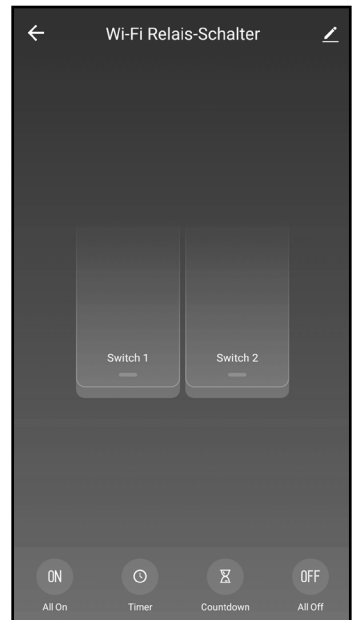 Wi-Fi Relais-Schalter
Switch 1 Switch 2
ON OFF
All On Timer Countdown All Off